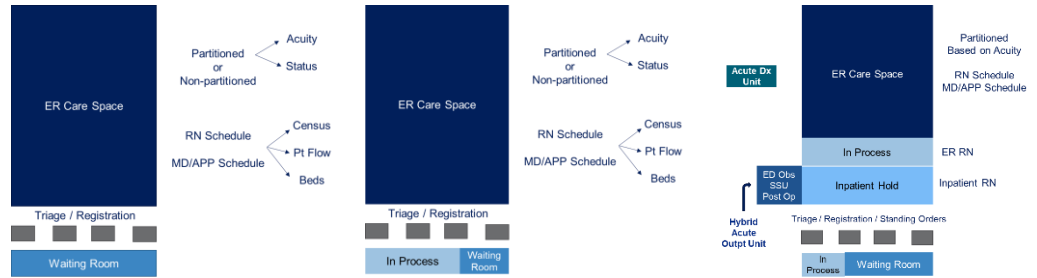 ER Care Space
Partitioned
or
Non-partitioned
Acuity
Status
RN Schedule
MD/APP Schedule
Census
Pt Flow
Beds
Triage / Registration
Waiting Room
ER Care Space
Partitioned
or
Non-partitioned
Acuity
Status
RN Schedule
MD/APP Schedule
Census
Pt Flow
Beds
Triage / Registration
In Process
Waiting
Room
Acute Dx
Unit
ER Care Space
Partitioned
Based on Acuity
RN Schedule
MD/APP Schedule
In Process
ER RN
ED Obs
SSU
Post Op
Inpatient Hold
Inpatient RN
Hybrid
Acute
Outpt Unit
Triage / Registration / Standing Orders
In
Process
Waiting Room